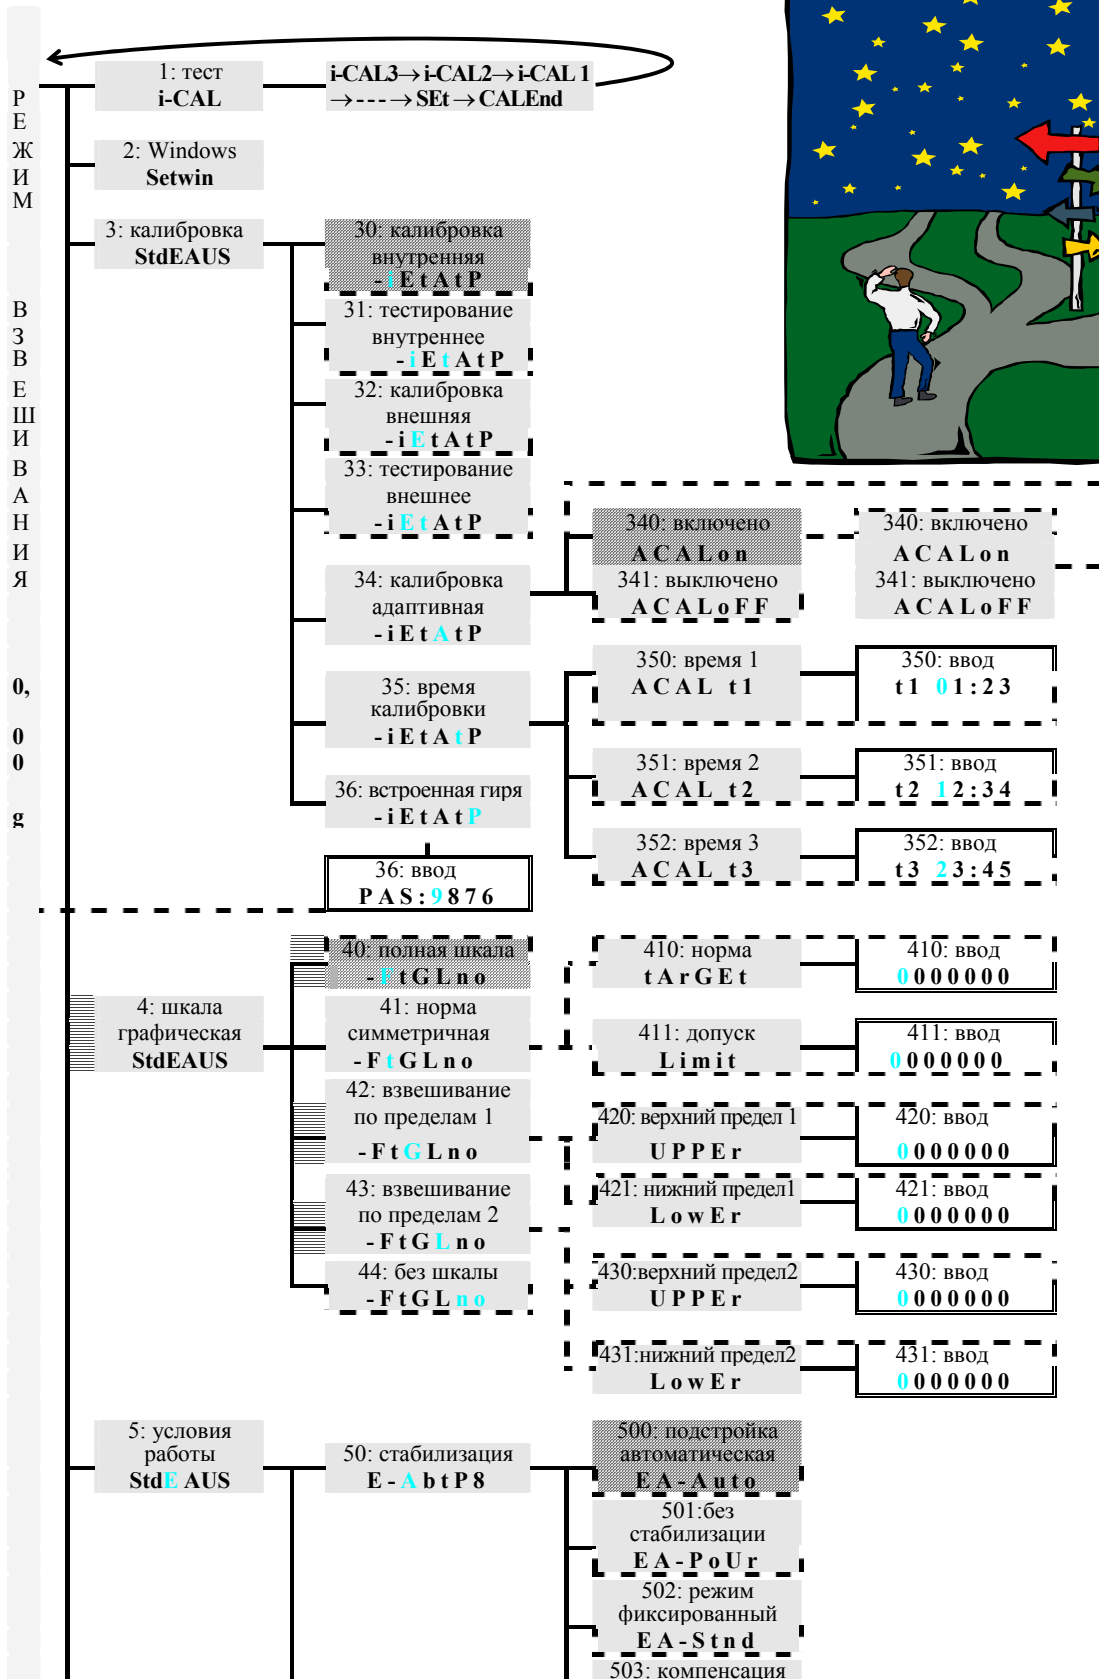 РЕЖИМ ВЗВЕШИВАНИЯ 0,00 g
1: тест
i-CAL
i-CAL3→i-CAL2→i-CAL 1
→---→SEt→CALEnd
2: Windows
Setwin
3: калибровка
StdEAUS
30: калибровка
внутренняя
-iEtAtP
31: тестирование
внутреннее
-iEtAtP
32: калибровка
внешняя
-iEtAtP
33: тестирование
внешнее
-iEtAtP
34: калибровка
адаптивная
-iEtAtP
340: включено
ACALon
341: выключено
ACALoFF
340: включено
ACALon
341: выключено
ACALoFF
35: время
калибровки
-iEtAtP
350: время 1
ACAL t1
350: ввод
t1 01:23
351: время 2
ACAL t2
351: ввод
t2 12:34
352: время 3
ACAL t3
352: ввод
t3 23:45
36: встроенная гиря
-iEtAtP
36: ввод
PAS:9876
4: шкала
графическая
StdEAUS
40: полная шкала
-FtGLno
41: норма
симметричная
-FtGLno
410: норма
tArGEt
410: ввод
0000000
411: допуск
Limit
411: ввод
0000000
42: взвешивание
по пределам 1
-FtGLno
420: верхний предел 1
UPPEr
420: ввод
0000000
421: нижний предел1
LowEr
421: ввод
0000000
43: взвешивание
по пределам 2
-FtGLno
430:верхний предел2
UPPEr
430: ввод
0000000
431:нижний предел2
LowEr
431: ввод
0000000
44: без шкалы
-FtGLno
5: условия
работы
StdEAUS
50: стабилизация
E-AbtP8
500: подстройка
автоматическая
EA-Auto
501:без
стабилизации
EA-PoUr
502: режим
фиксированный
EA-Stnd
503: компенсация